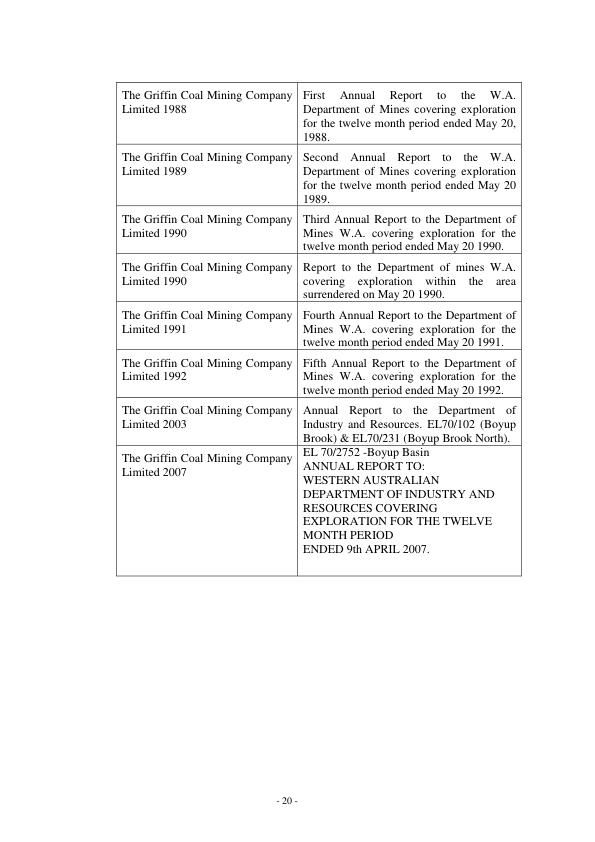 The Griffin Coal Mining Company
Limited 1988
First Annual Report to the W.A.
Department of Mines covering exploration
for the twelve month period ended May 20,
1988.
The Griffin Coal Mining Company
Limited 1989
Second Annual Report to the W.A.
Department of Mines covering exploration
for the twelve month period ended May 20
1989.
The Griffin Coal Mining Company
Limited 1990
Third Annual Report to the Department of
Mines W.A. covering exploration for the
twelve month period ended May 20 1990.
The Griffin Coal Mining Company
Limited 1990
Report to the Department of mines W.A.
covering exploration within the area
surrendered on May 20 1990.
The Griffin Coal Mining Company
Limited 1991
Fourth Annual Report to the Department of
Mines W.A. covering exploration for the
twelve month period ended May 20 1991.
The Griffin Coal Mining Company
Limited 1992
Fifth Annual Report to the Department of
Mines W.A. covering exploration for the
twelve month period ended May 20 1992.
The Griffin Coal Mining Company
Limited 2003
Annual Report to the Department of
Industry and Resources. EL70/102 (Boyup
Brook) & EL70/231 (Boyup Brook North).
The Griffin Coal Mining Company
Limited 2007
EL 70/2752 -Boyup Basin
ANNUAL REPORT TO:
WESTERN AUSTRALIAN
DEPARTMENT OF INDUSTRY AND
RESOURCES COVERING
EXPLORATION FOR THE TWELVE
MONTH PERIOD
ENDED 9th APRIL 2007.
- 20 -